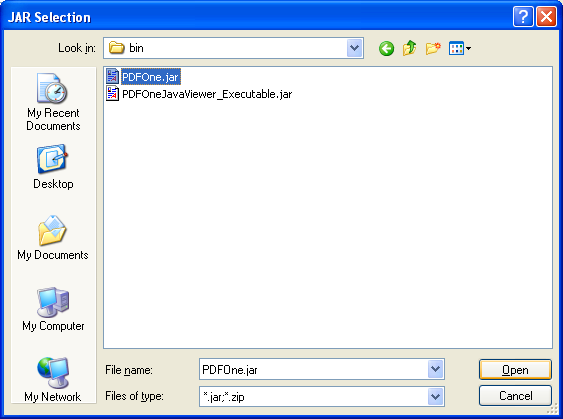 JAR Selection
Look in: bin
PDFOne.jar
PDFOneJavaViewer_Executable.jar
My Recent
Documents
Desktop
My Documents
My Computer
My Network
File name: PDFOne.jar Open
Files of type: *.jar;*.zip Cancel